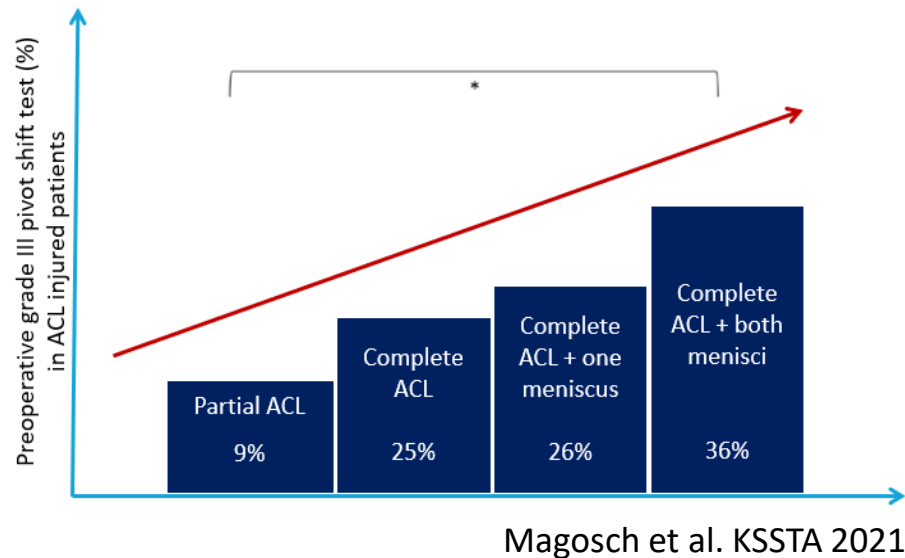 Preoperative grade III pivot shift test (%)
in ACL injured patients
*
Partial ACL
9%
Complete
ACL
25%
Complete
ACL + one
meniscus
26%
Complete
ACL + both
menisci
36%
Magosch et al. KSSTA 2021